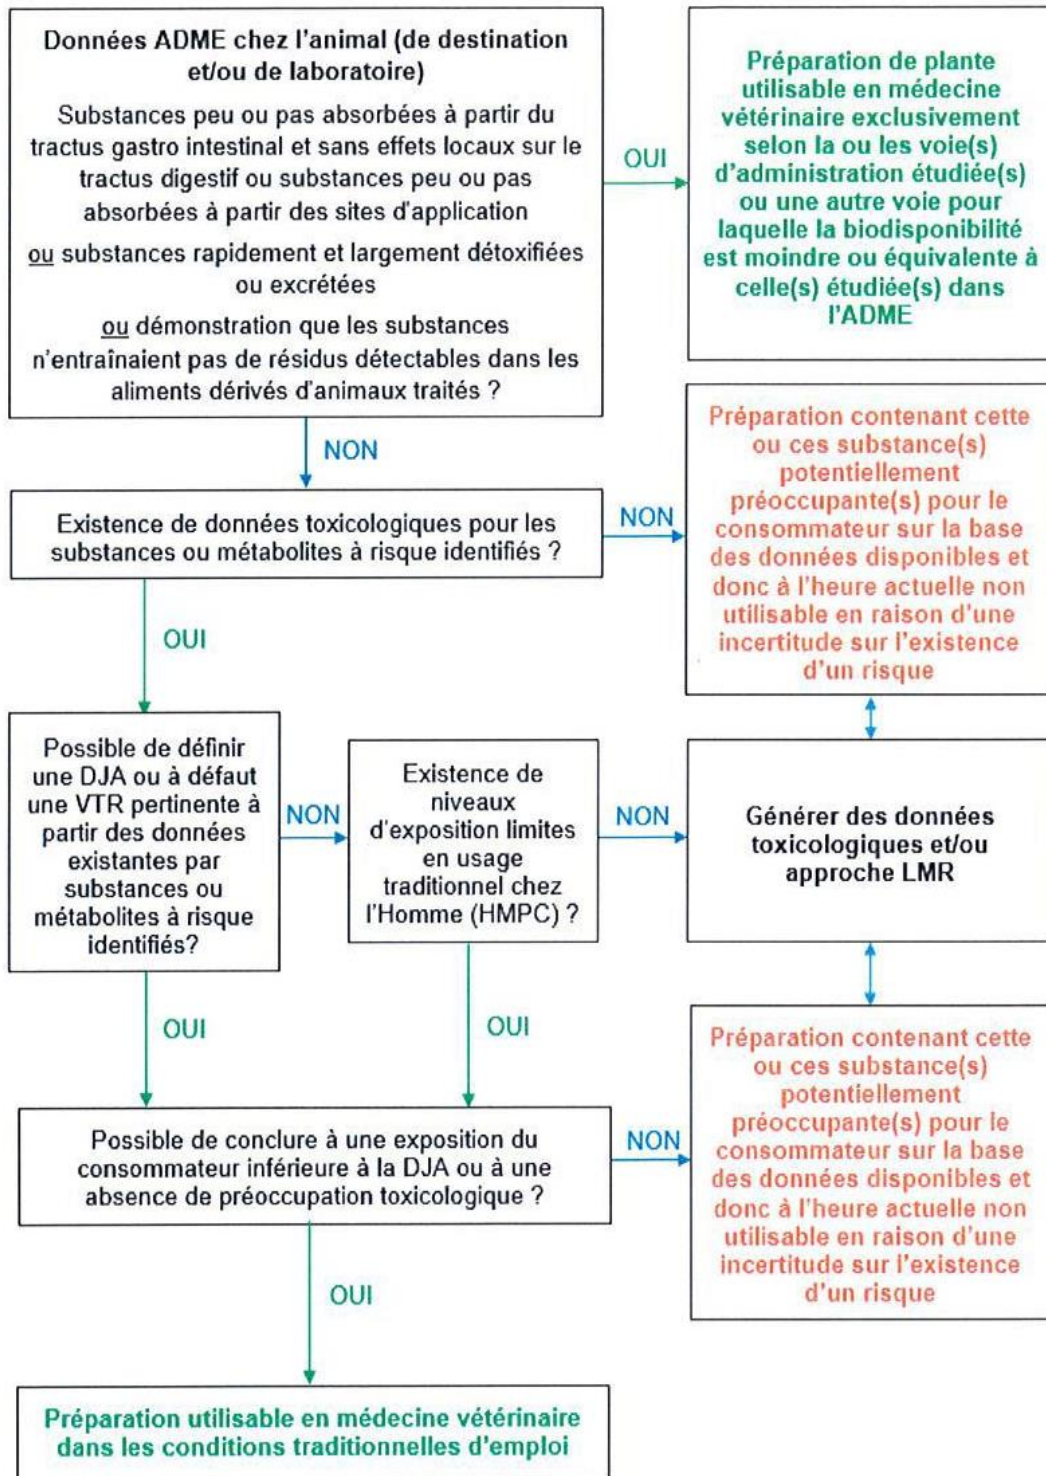 Données ADME chez l'animal (de destination
et/ou de laboratoire)
Substances peu ou pas absorbées à partir du
tractus gastro intestinal et sans effets locaux sur le
tractus digestif ou substances peu ou pas
absorbées à partir des sites d'application
ou substances rapidement et largement détoxifiées
ou excrétées
ou démonstration que les substances
n'entraînaient pas de résidus détectables dans les
aliments dérivés d'animaux traités ?
OUI
Préparation de plante
utilisable en médecine
vétérinaire exclusivement
selon la ou les voie(s)
d'administration étudiée(s)
ou une autre voie pour
laquelle la biodisponibilité
est moindre ou équivalente à
celle(s) étudiée(s) dans
l'ADME
NON
Existence de données toxicologiques pour les
substances ou métabolites à risque identifiés ?
NON
Préparation contenant cette
ou ces substance(s)
potentiellement
préoccupante(s) pour le
consommateur sur la base
des données disponibles et
donc à l'heure actuelle non
utilisable en raison d'une
incertitude sur l'existence
d'un risque
OUI
Possible de définir
une DJA ou à défaut
une VTR pertinente à
partir des données
existantes par
substances ou
métabolites à risque
identifiés?
NON
Existence de
niveaux
d'exposition limites
en usage
traditionnel chez
l'Homme (HMPC) ?
NON
Générer des données
toxicologiques et/ou
approche LMR
OUI
OUI
Possible de conclure à une exposition du
consommateur inférieure à la DJA ou à une
absence de préoccupation toxicologique ?
NON
Préparation contenant cette
ou ces substance(s)
potentiellement
préoccupante(s) pour le
consommateur sur la base
des données disponibles et
donc à l'heure actuelle non
utilisable en raison d'une
incertitude sur l'existence
d'un risque
OUI
Préparation utilisable en médecine vétérinaire
dans les conditions traditionnelles d'emploi